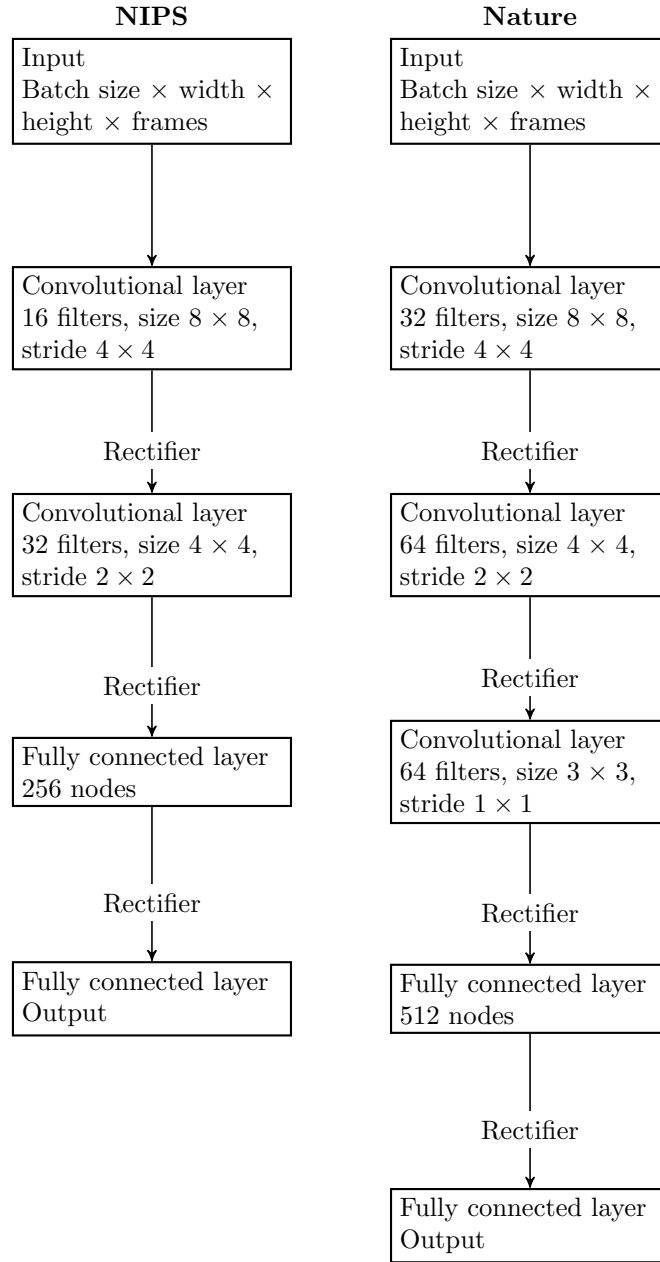 NIPS
Input
Batch size × width ×
height × frames
Convolutional layer
16 filters, size 8 × 8,
stride 4 × 4
Rectifier
Convolutional layer
32 filters, size 4 × 4,
stride 2 × 2
Rectifier
Fully connected layer
256 nodes
Rectifier
Fully connected layer
Output
Nature
Input
Batch size × width ×
height × frames
Convolutional layer
32 filters, size 8 × 8,
stride 4 × 4
Rectifier
Convolutional layer
64 filters, size 4 × 4,
stride 2 × 2
Rectifier
Convolutional layer
64 filters, size 3 × 3,
stride 1 × 1
Rectifier
Fully connected layer
512 nodes
Rectifier
Fully connected layer
Output